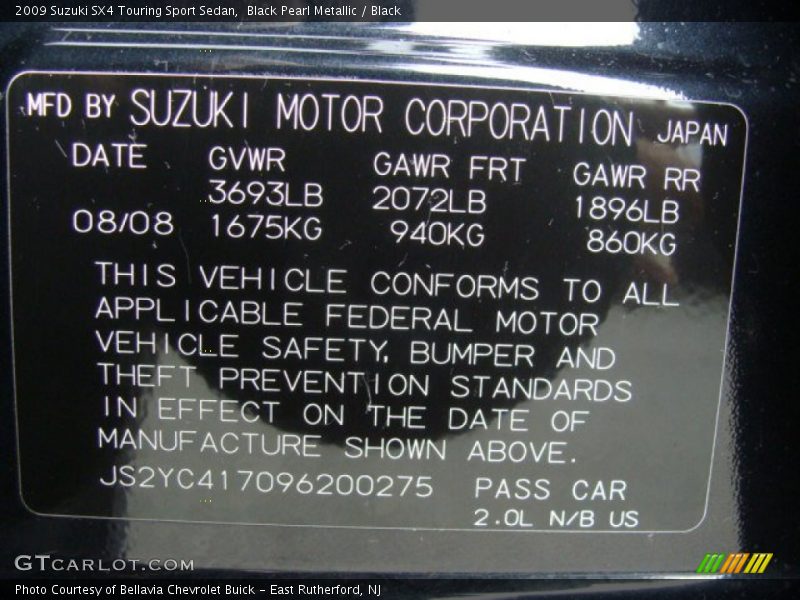 2009 Suzuki SX4 Touring Sport Sedan,  Black Pearl Metallic / Black
MFD BY SUZUKI MOTOR CORPORATION JAPAN
DATE GVWR GAWR FRT GAWR RR
3693LB 2072LB 1896LB
08/08 1675KG 940KG 860KG
THIS VEHICLE CONFORMS TO ALL
APPLICABLE FEDERAL MOTOR
VEHICLE SAFETY, BUMPER AND
THEFT PREVENTION STANDARDS
IN EFFECT ON THE DATE OF
MANUFACTURE SHOWN ABOVE.
JS2YC417096200275 PASS CAR
2.0L N/B US
GTCARLOT.COM
Photo Courtesy of Bellavia Chevrolet Buick - East Rutherford, NJ